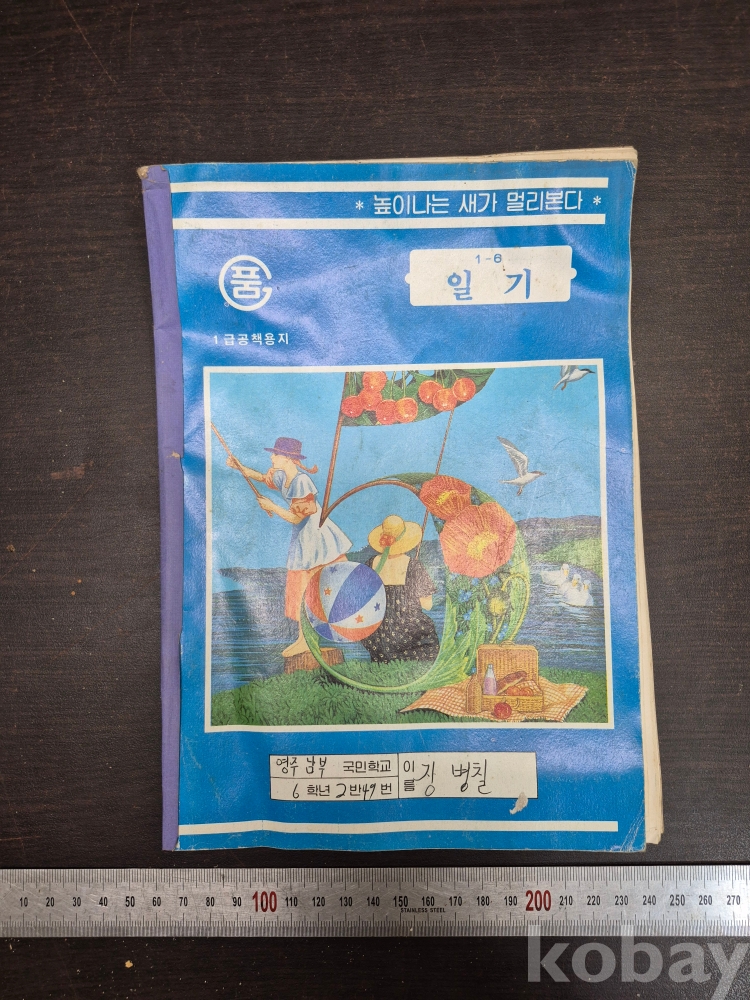 * 높이나는 새가 멀리본다 *
품
1-6
일 기
1급공책용지
영주 남부 국민학교
6 학년 2 반 49 번
이름 장 병칠
10 20 30 40 50 60 70 80 90 100 110 120 130 140 150 160 170 180 190 200 210 220 230 240 250 260 270
STAINLESS STEEL
kobay